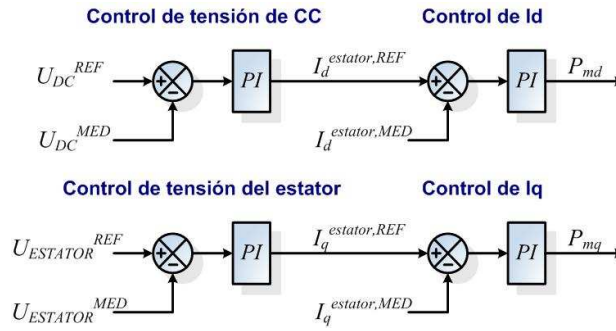 Control de tensión de CC
Control de Id
U_DC^REF
+
−
PI
I_d^estator,REF
+
−
PI
P_md
U_DC^MED
I_d^estator,MED
Control de tensión del estator
Control de Iq
U_ESTATOR^REF
+
−
PI
I_q^estator,REF
+
−
PI
P_mq
U_ESTATOR^MED
I_q^estator,MED